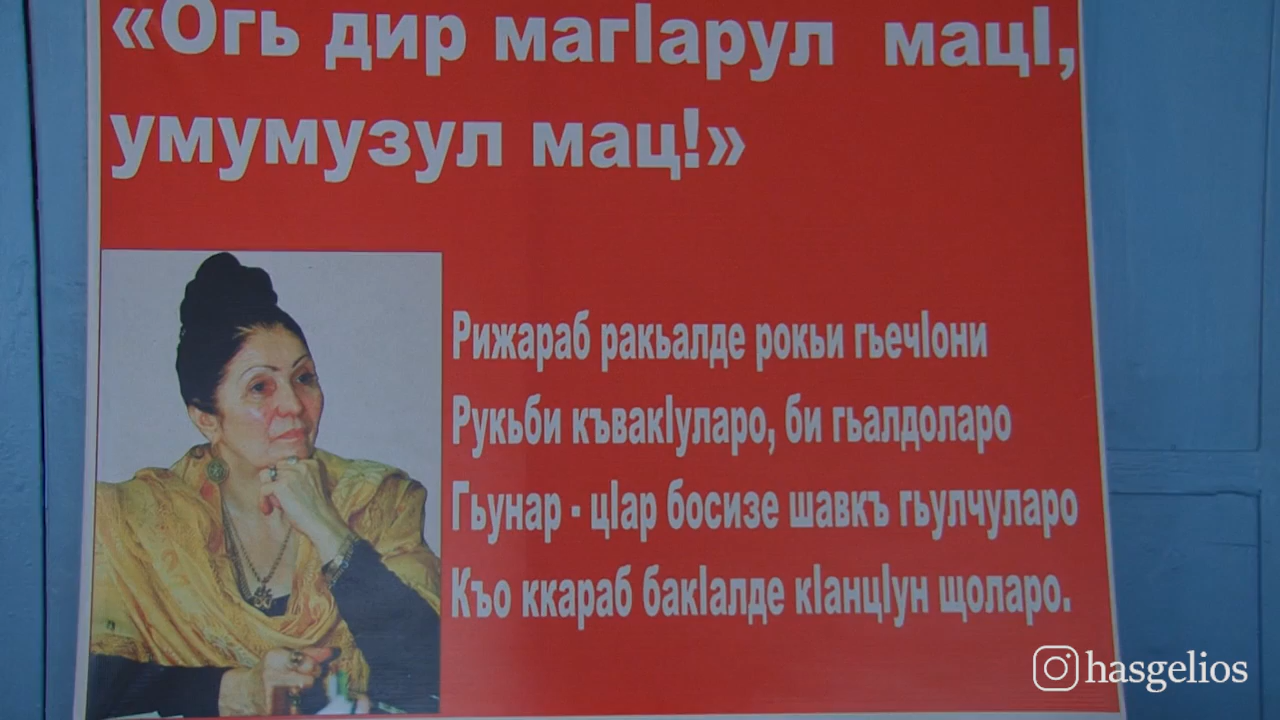 «Огь дир магӀарул мацӀ,
умумузул мац!»
Рижараб ракьалде рокьи гьечӀони
Рукьби къвакӀуларо, би гьалдоларо
Гьунар - цӀар босизе шавкъ гьулчуларо
Къо ккараб бакӀалде кӀанцӀун щоларо.
hasgelios